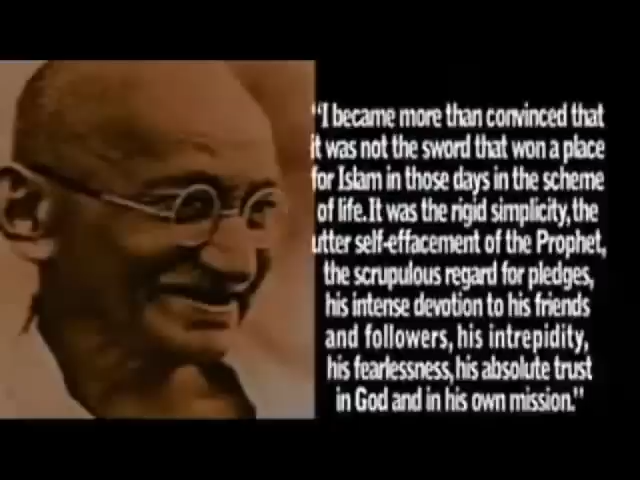 "I became more than convinced that
it was not the sword that won a place
for Islam in those days in the scheme
of life. It was the rigid simplicity, the
utter self-effacement of the Prophet,
the scrupulous regard for pledges,
his intense devotion to his friends
and followers, his intrepidity,
his fearlessness, his absolute trust
in God and in his own mission."